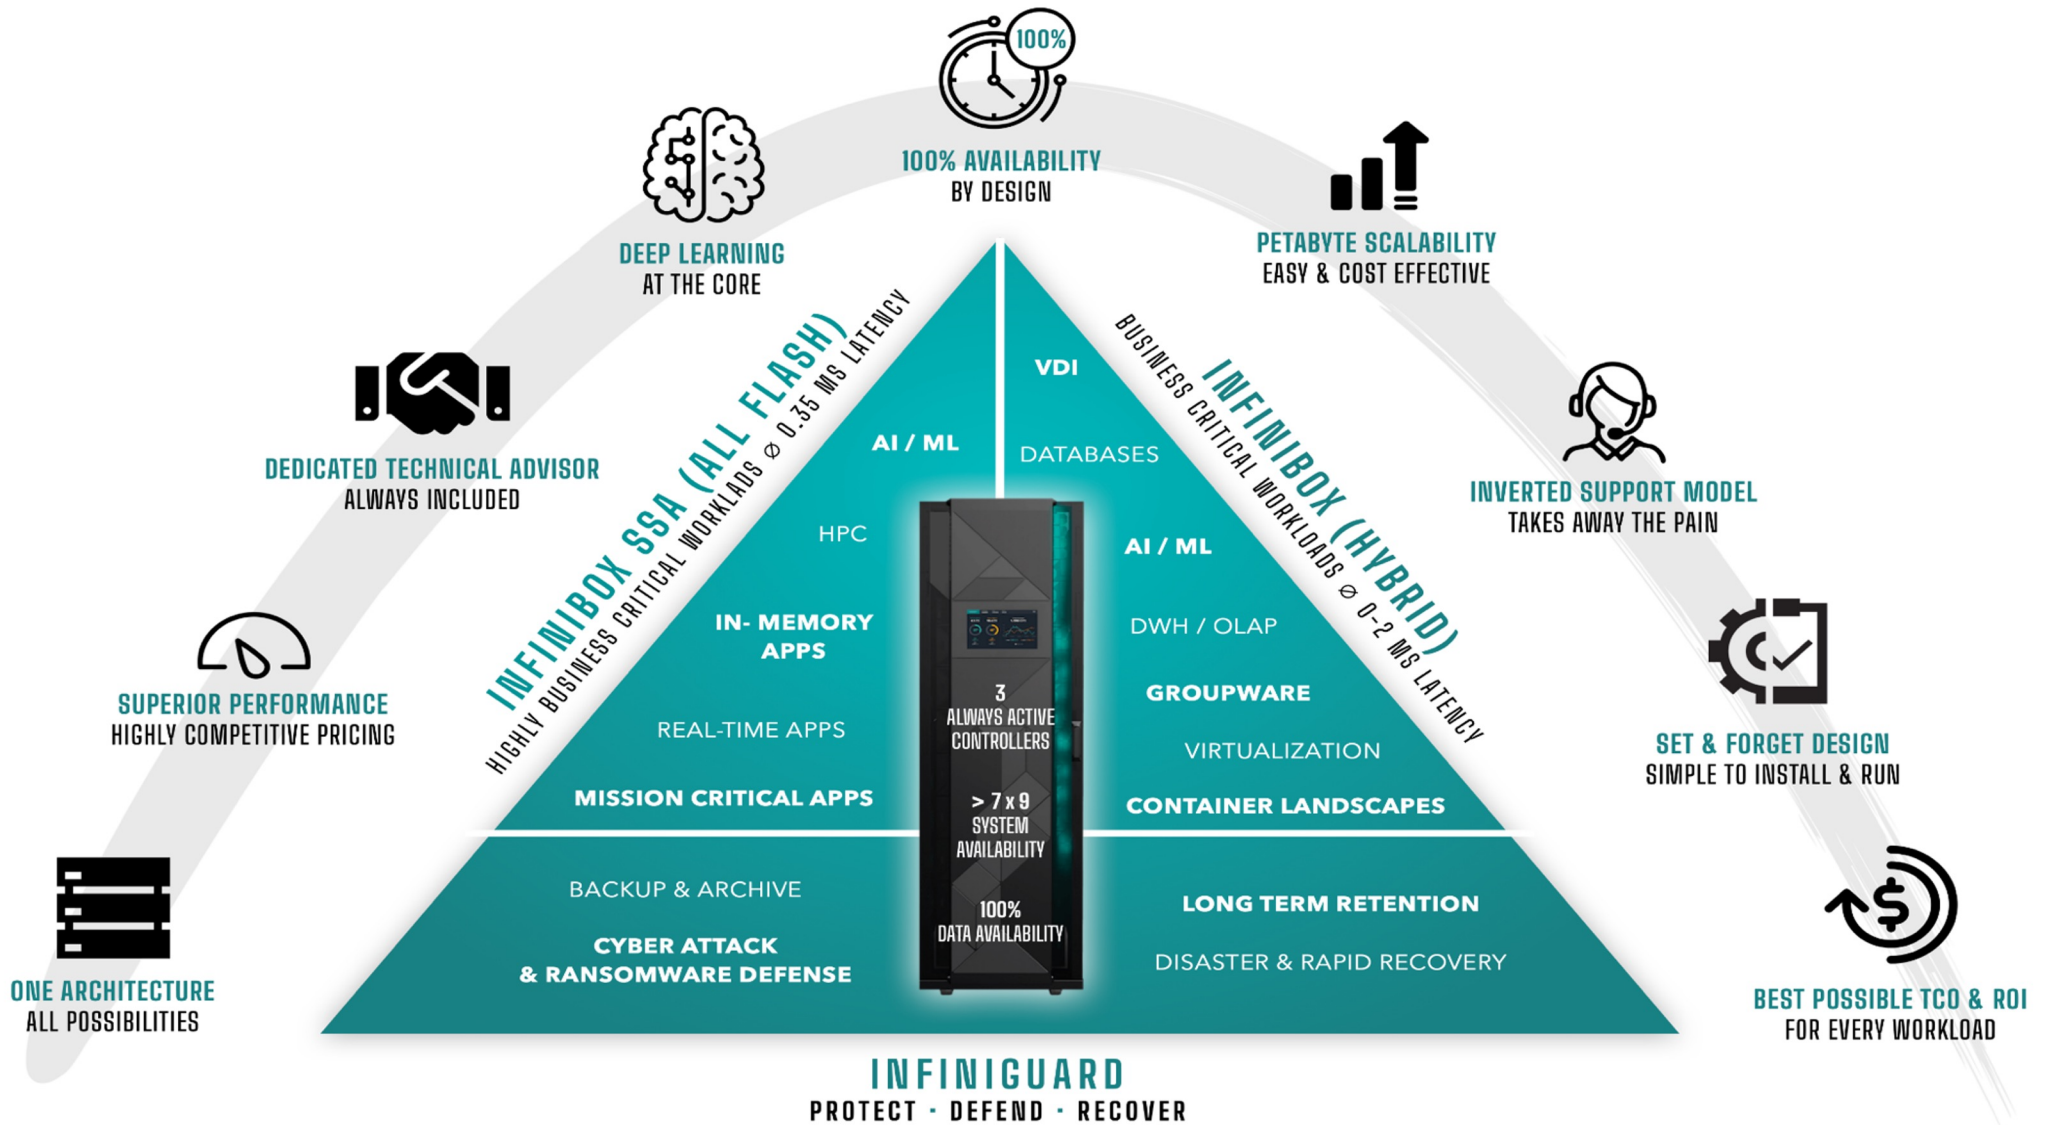 100%
100% AVAILABILITY
BY DESIGN
DEEP LEARNING
AT THE CORE
PETABYTE SCALABILITY
EASY & COST EFFECTIVE
DEDICATED TECHNICAL ADVISOR
ALWAYS INCLUDED
INVERTED SUPPORT MODEL
TAKES AWAY THE PAIN
SUPERIOR PERFORMANCE
HIGHLY COMPETITIVE PRICING
SET & FORGET DESIGN
SIMPLE TO INSTALL & RUN
ONE ARCHITECTURE
ALL POSSIBILITIES
BEST POSSIBLE TCO & ROI
FOR EVERY WORKLOAD
INFINIBOX SSA (ALL FLASH)
HIGHLY BUSINESS CRITICAL WORKLADS Ø 0.35 MS LATENCY
INFINIBOX (HYBRID)
BUSINESS CRITICAL WORKLOADS Ø 0-2 MS LATENCY
AI / ML
HPC
IN- MEMORY
APPS
REAL-TIME APPS
MISSION CRITICAL APPS
VDI
DATABASES
AI / ML
DWH / OLAP
GROUPWARE
VIRTUALIZATION
CONTAINER LANDSCAPES
3
ALWAYS ACTIVE
CONTROLLERS
> 7 x 9
SYSTEM
AVAILABILITY
100%
DATA AVAILABILITY
BACKUP & ARCHIVE
CYBER ATTACK
& RANSOMWARE DEFENSE
LONG TERM RETENTION
DISASTER & RAPID RECOVERY
INFINIGUARD
PROTECT · DEFEND · RECOVER